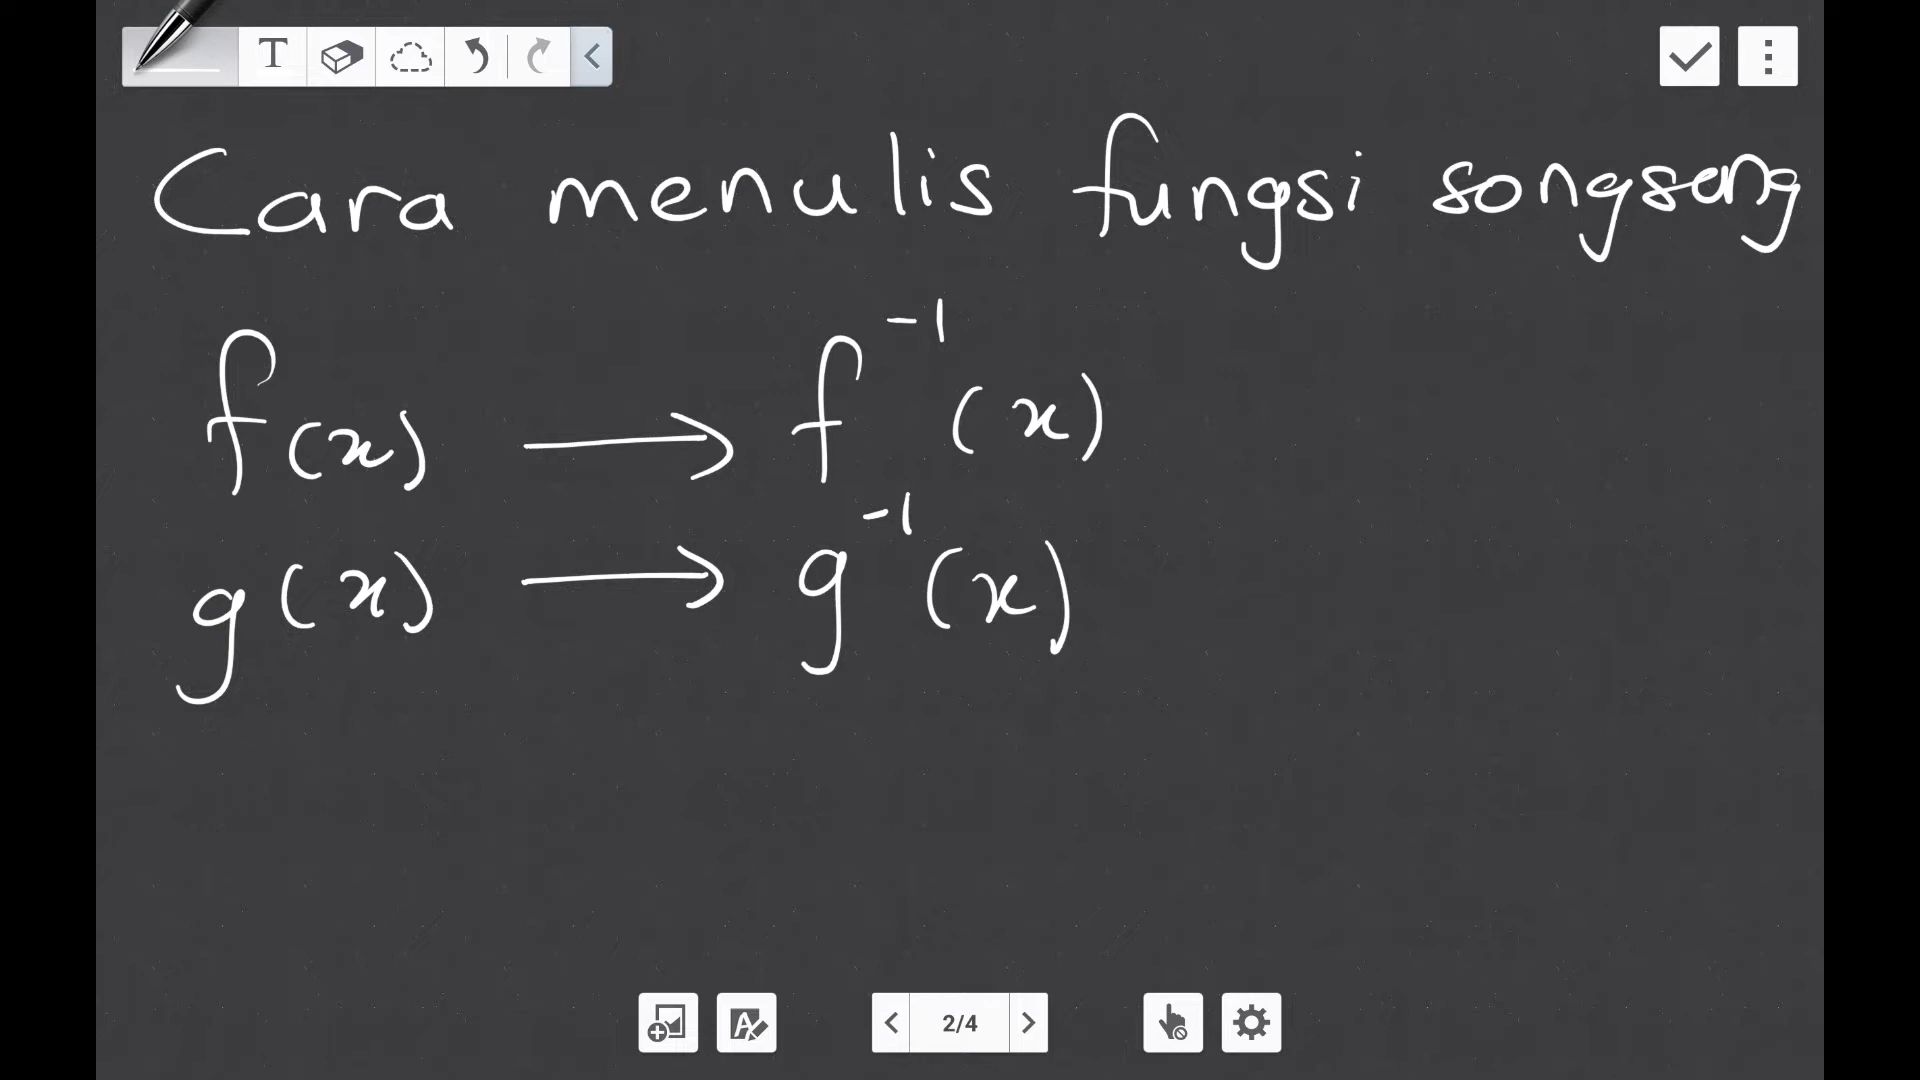 T
Cara menulis fungsi songsang
f(x) → f⁻¹(x)
g(x) → g⁻¹(x)
2/4